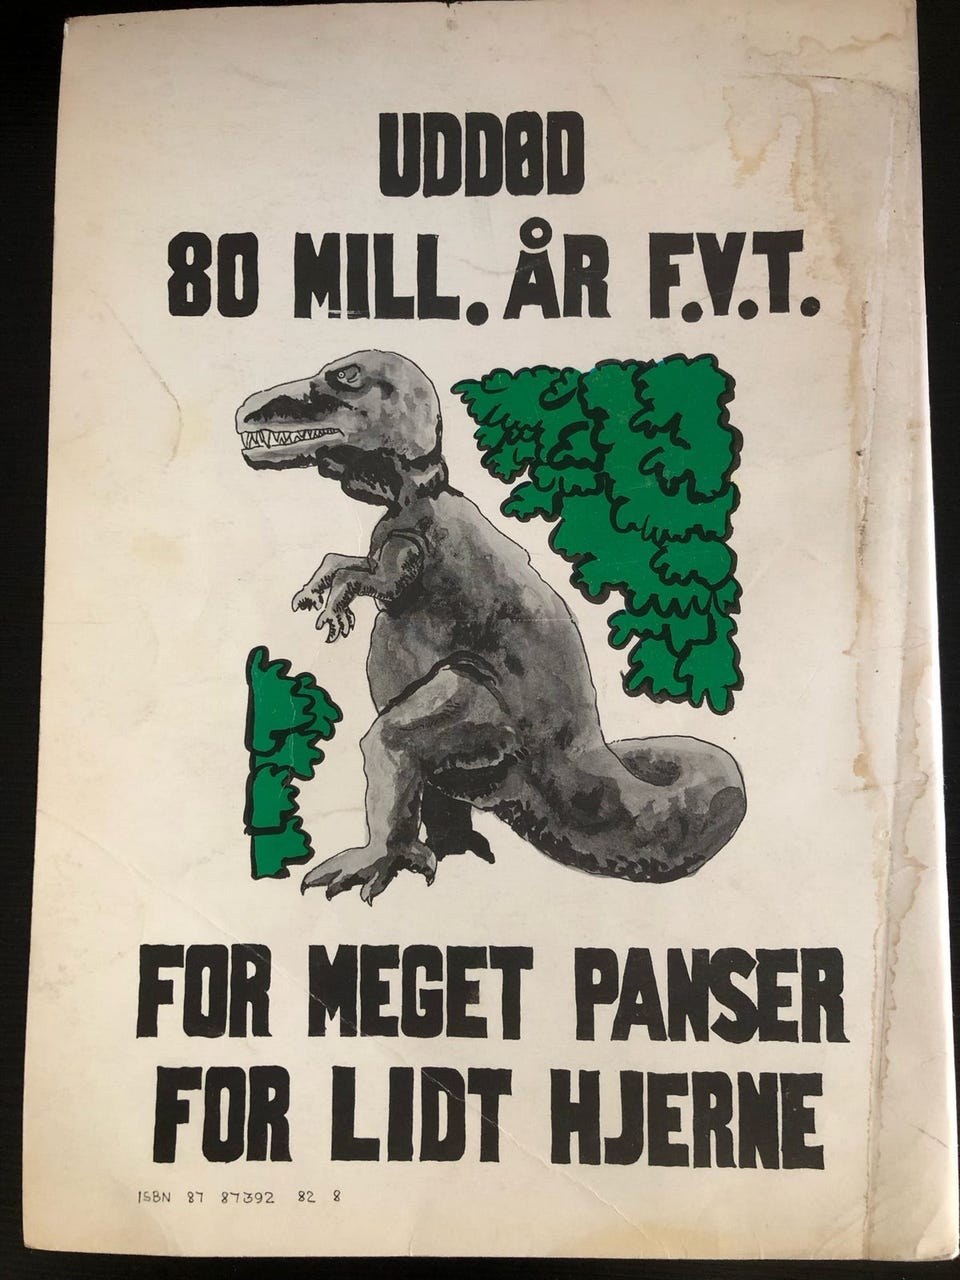 UDDØD
80 MILL. ÅR F.V.T.
FOR MEGET PANSER
FOR LIDT HJERNE
ISBN 87 87392 82 8